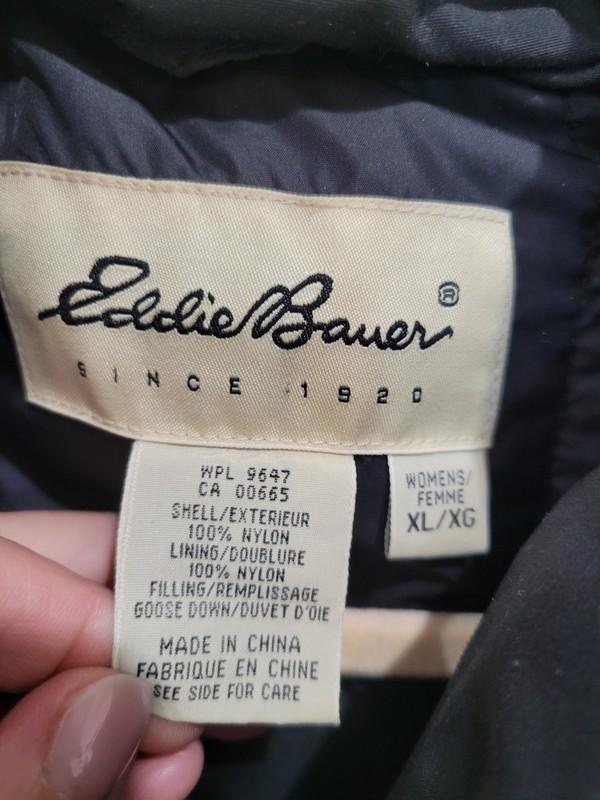 Eddie Bauer®
SINCE 1920
WPL 9647
CA 00665
SHELL/EXTERIEUR
100% NYLON
LINING/DOUBLURE
100% NYLON
FILLING/REMPLISSAGE
GOOSE DOWN/DUVET D'OIE
MADE IN CHINA
FABRIQUE EN CHINE
SEE SIDE FOR CARE
WOMENS/
FEMME
XL/XG